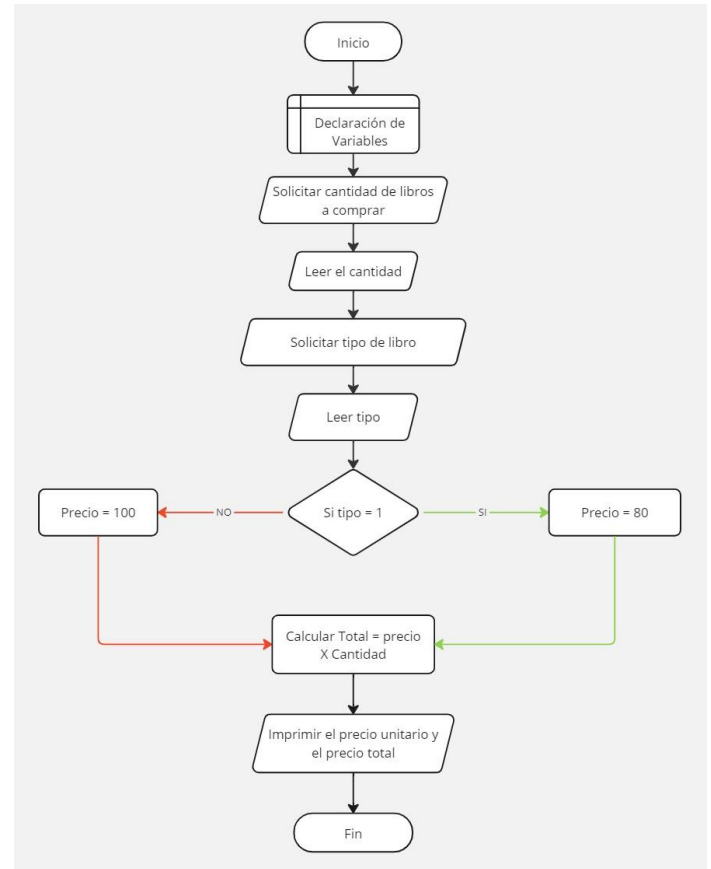 Inicio
Declaración de
Variables
Solicitar cantidad de libros
a comprar
Leer el cantidad
Solicitar tipo de libro
Leer tipo
Precio = 100
NO
Si tipo = 1
SI
Precio = 80
Calcular Total = precio
X Cantidad
Imprimir el precio unitario y
el precio total
Fin